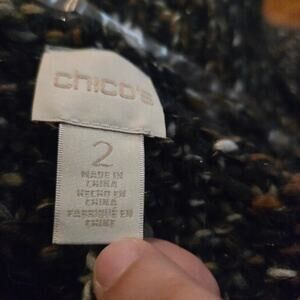 chico's
2
MADE IN
CHINA
HECHO EN
CHINA
FABRIQUÉ EN
CHINE